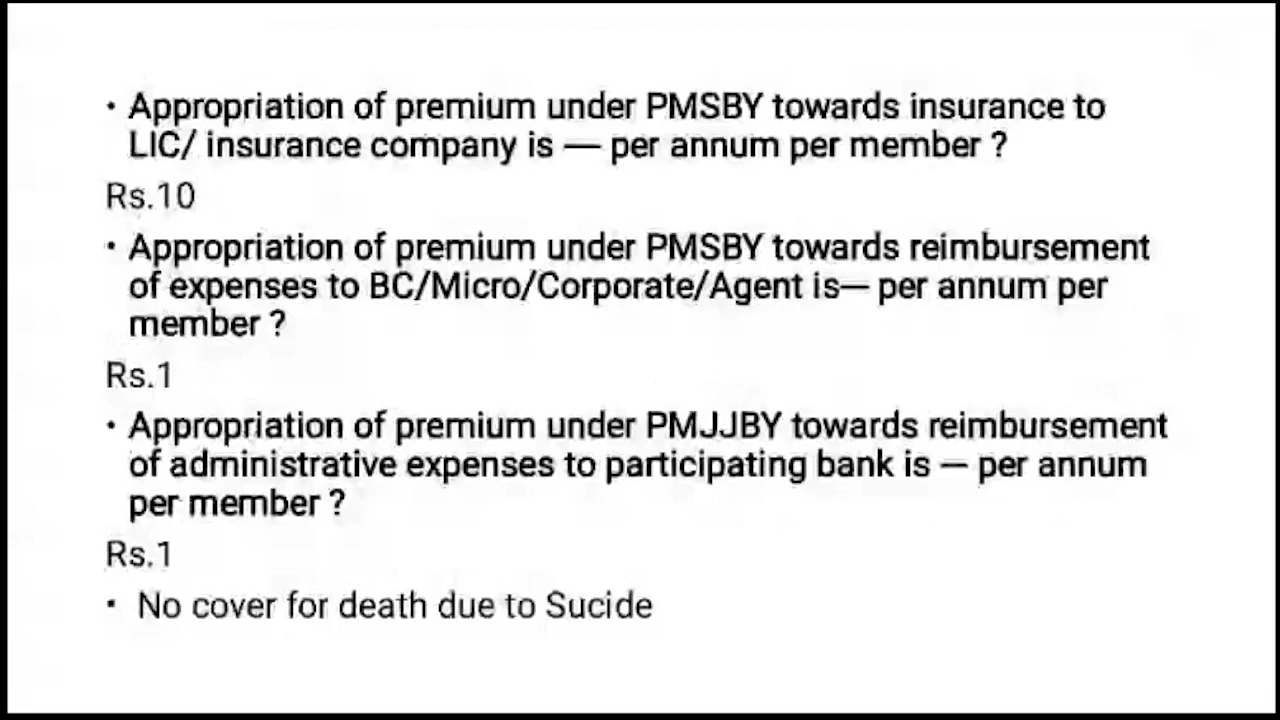 • Appropriation of premium under PMSBY towards insurance to
LIC/ insurance company is — per annum per member ?
Rs.10
• Appropriation of premium under PMSBY towards reimbursement
of expenses to BC/Micro/Corporate/Agent is— per annum per
member ?
Rs.1
• Appropriation of premium under PMJJBY towards reimbursement
of administrative expenses to participating bank is — per annum
per member ?
Rs.1
• No cover for death due to Sucide